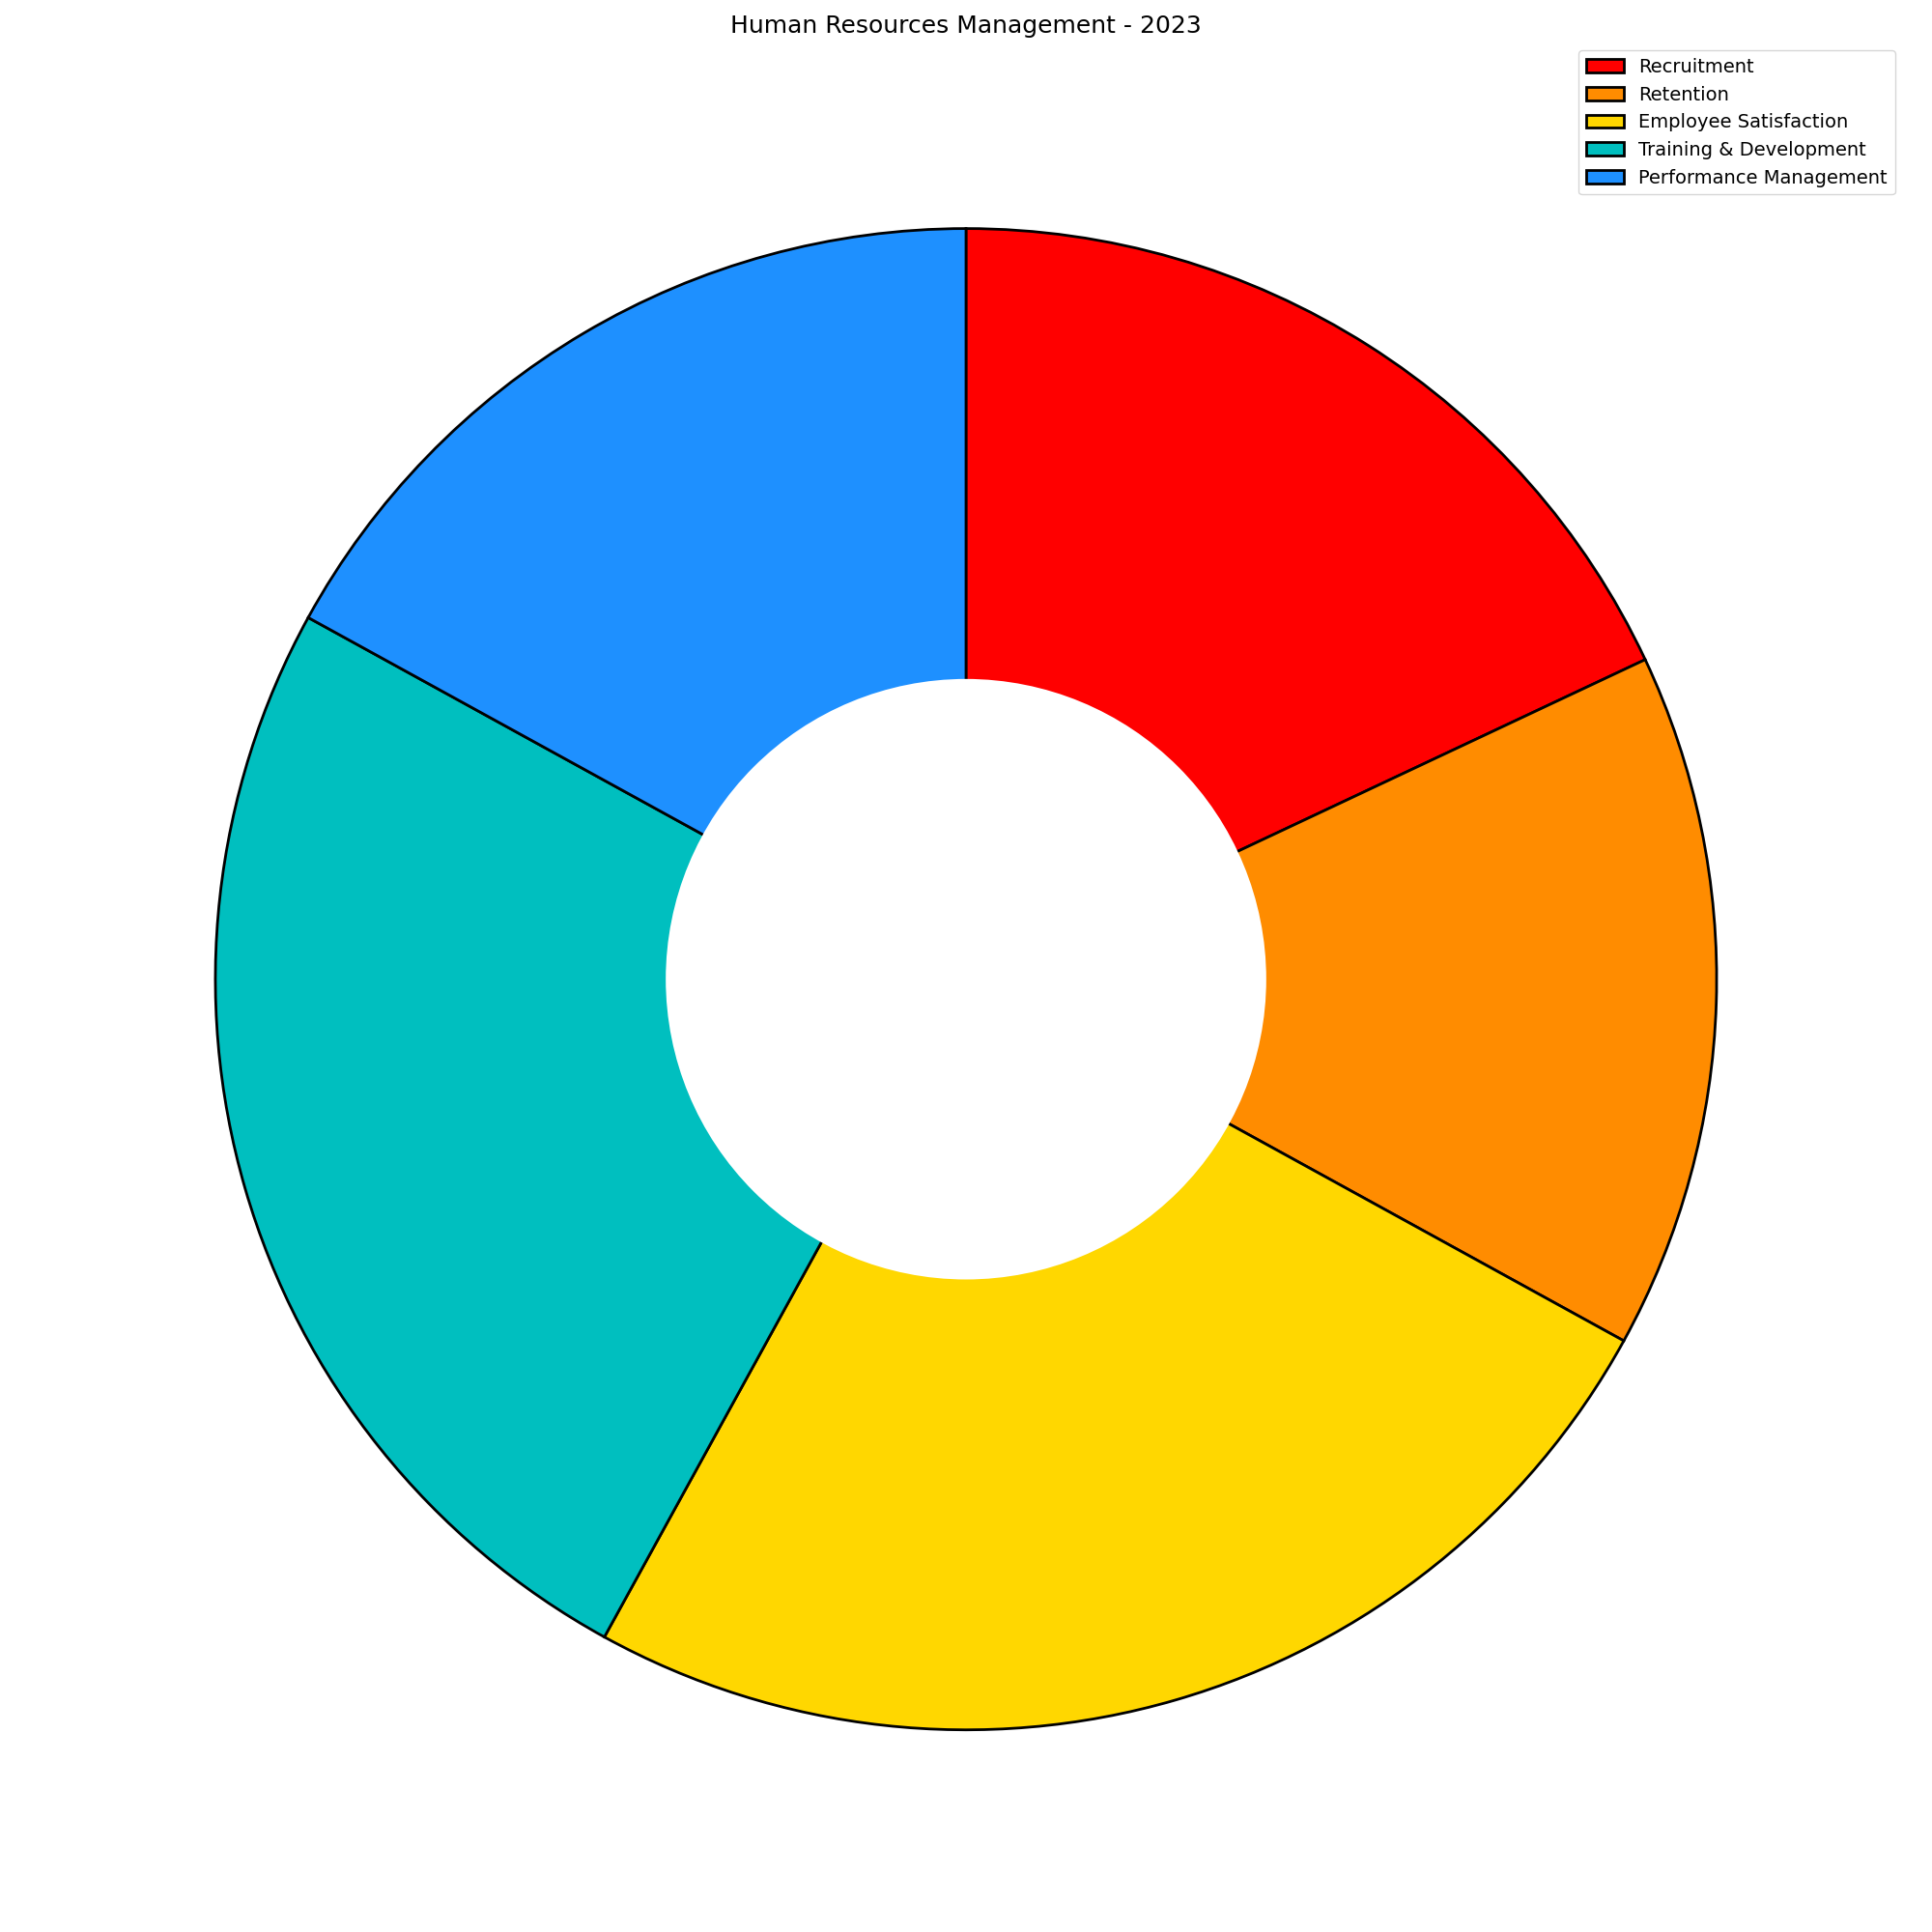 Human Resources Management - 2023
Recruitment
Retention
Employee Satisfaction
Training & Development
Performance Management